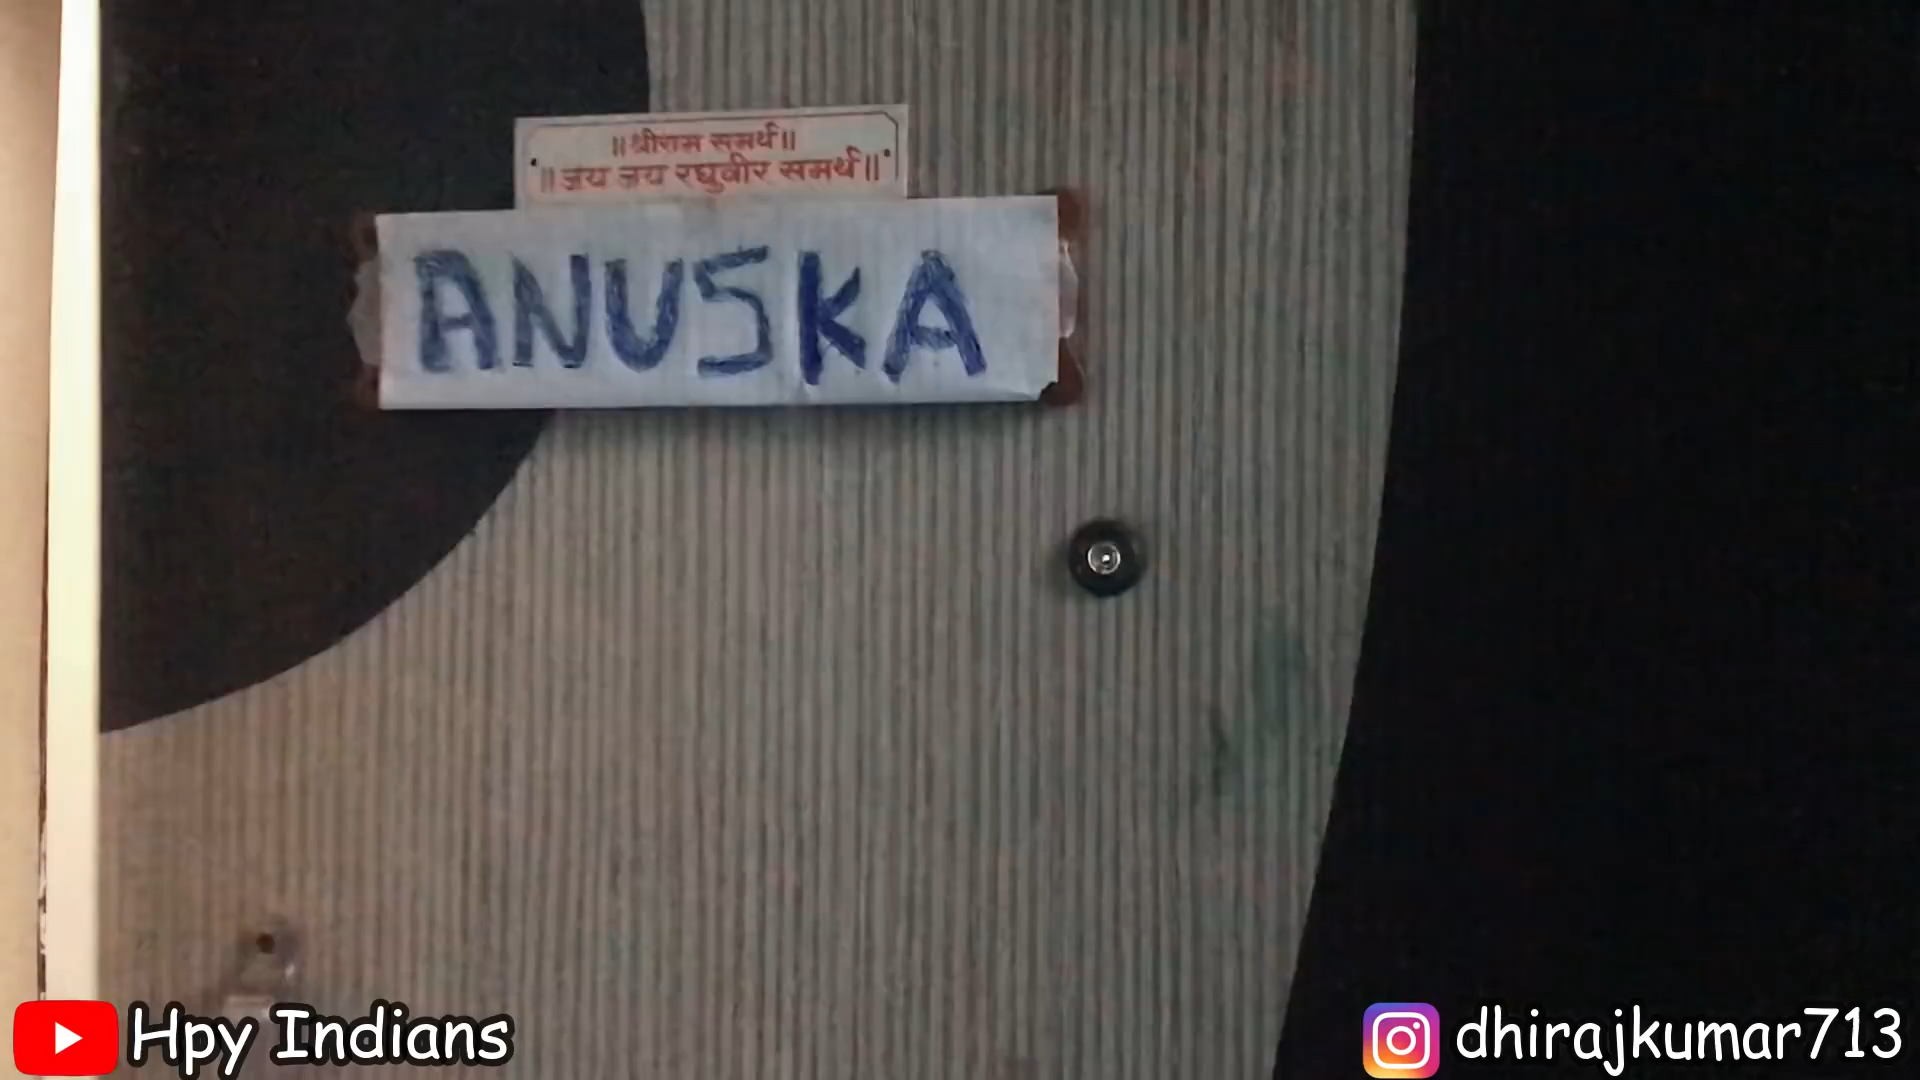 ॥श्रीराम समर्थ॥
॥जय जय रघुवीर समर्थ॥
ANUSKA
Hpy Indians
dhirajkumar713